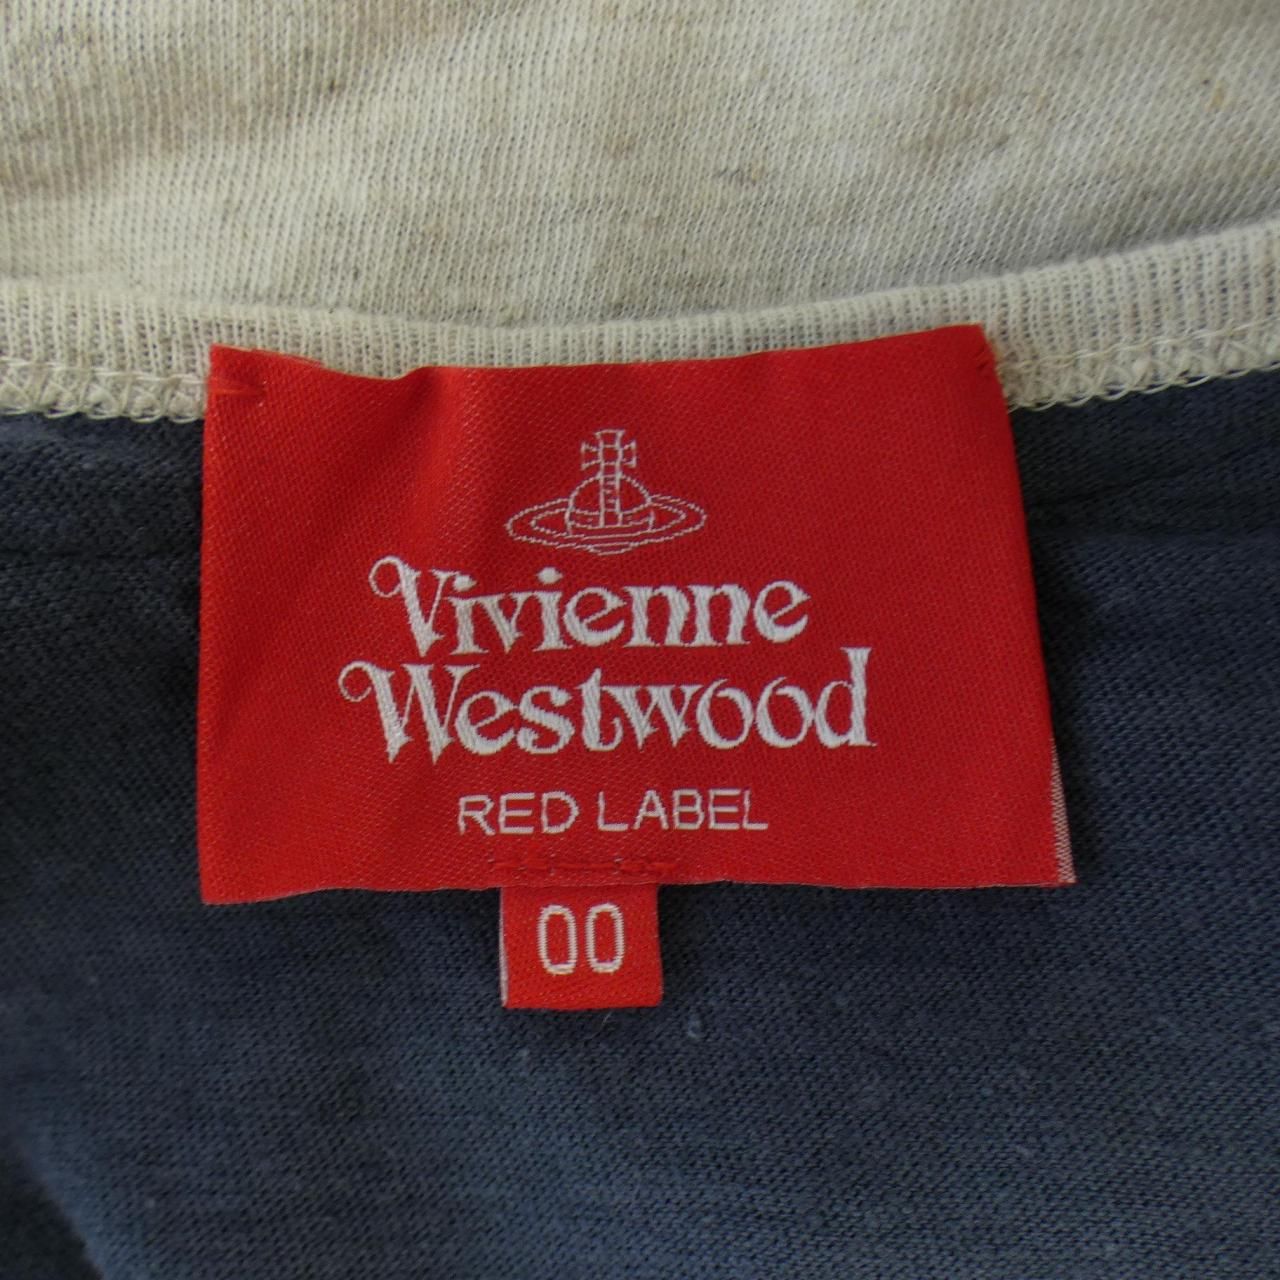 Vivienne
Westwood
RED LABEL
00